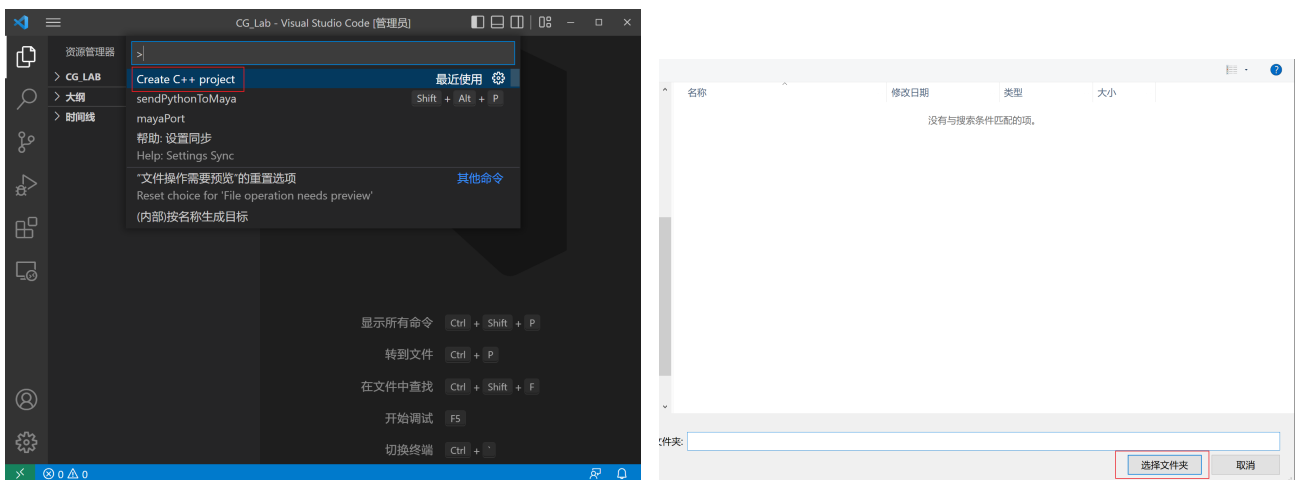 CG_Lab - Visual Studio Code [管理员]
资源管理器
>
CG_LAB
大纲
时间线
Create C++ project
最近使用
sendPythonToMaya
Shift + Alt + P
mayaPort
帮助: 设置同步
Help: Settings Sync
"文件操作需要预览"的重置选项
其他命令
Reset choice for 'File operation needs preview'
(内部)按名称生成目标
显示所有命令 Ctrl + Shift + P
转到文件 Ctrl + P
在文件中查找 Ctrl + Shift + F
开始调试 F5
切换终端 Ctrl + `
0 0
名称 修改日期 类型 大小
没有与搜索条件匹配的项。
件夹:
选择文件夹 取消